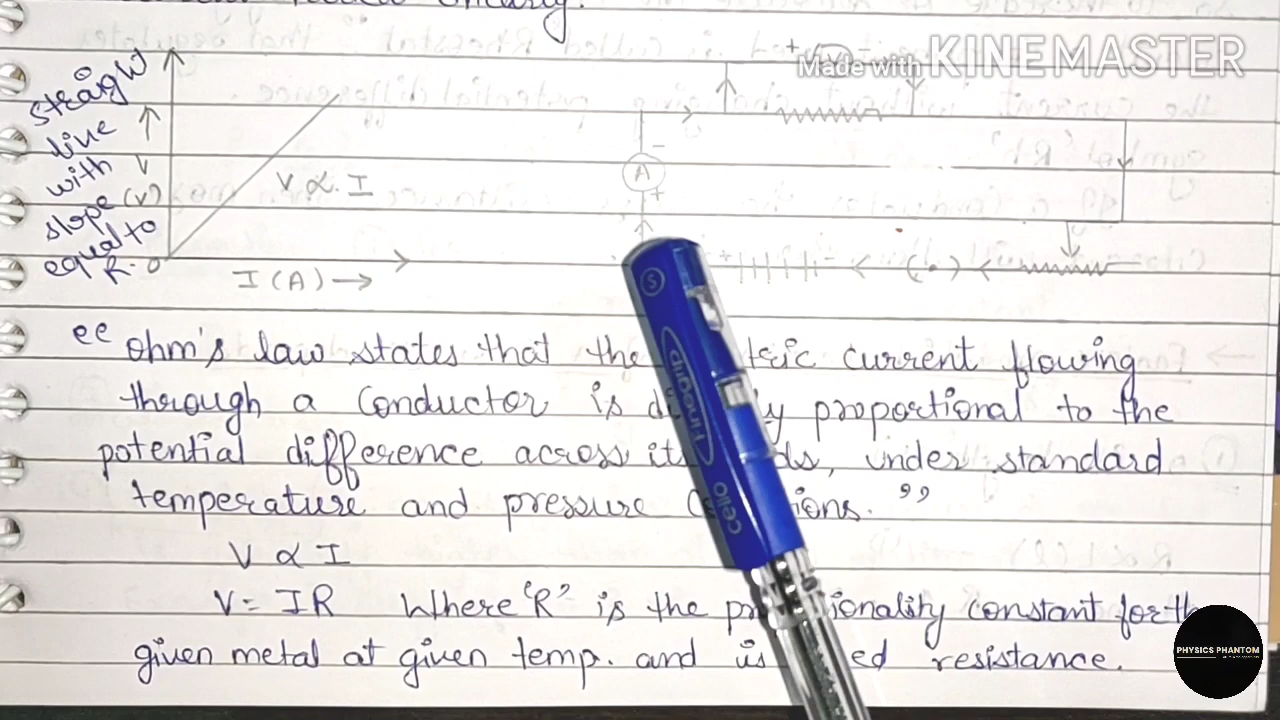 Made with KINEMASTER
Straight
line
with
slope
equal to
R.
V
(V)
V ∝ I
O
I (A) →
+ (V) -
-
A
+
+ -
(•)
" Ohm's law states that the tric current flowing
through a conductor is di y proportional to the
potential difference across its ds, under standard
temperature and pressure ions. "
V ∝ I
V = IR Where 'R' is the p ionality constant for th
given metal at given temp. and is ed resistance.
PHYSICS PHANTOM
S
cello